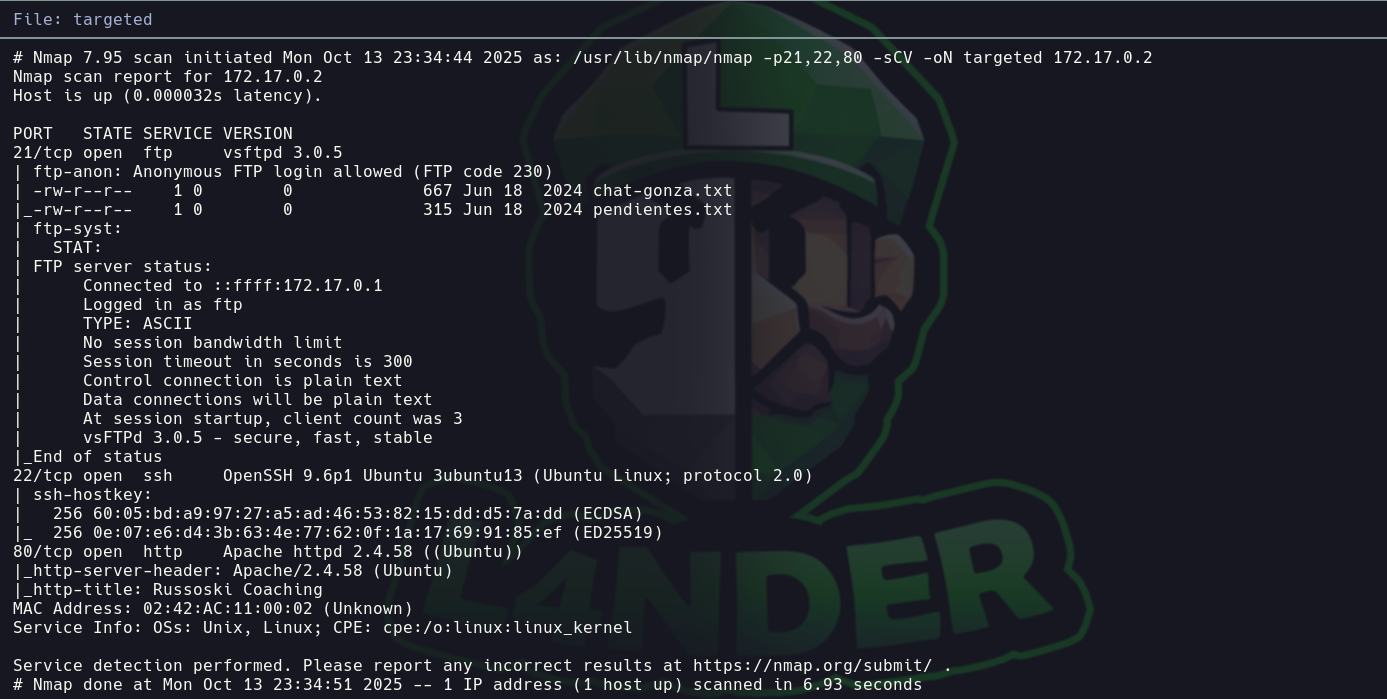 File: targeted
# Nmap 7.95 scan initiated Mon Oct 13 23:34:44 2025 as: /usr/lib/nmap/nmap -p21,22,80 -sCV -oN targeted 172.17.0.2
Nmap scan report for 172.17.0.2
Host is up (0.000032s latency).

PORT   STATE SERVICE VERSION
21/tcp open  ftp     vsftpd 3.0.5
| ftp-anon: Anonymous FTP login allowed (FTP code 230)
| -rw-r--r--    1 0        0             667 Jun 18  2024 chat-gonza.txt
|_-rw-r--r--    1 0        0             315 Jun 18  2024 pendientes.txt
| ftp-syst:
|   STAT:
| FTP server status:
|      Connected to ::ffff:172.17.0.1
|      Logged in as ftp
|      TYPE: ASCII
|      No session bandwidth limit
|      Session timeout in seconds is 300
|      Control connection is plain text
|      Data connections will be plain text
|      At session startup, client count was 3
|      vsFTPd 3.0.5 - secure, fast, stable
|_End of status
22/tcp open  ssh     OpenSSH 9.6p1 Ubuntu 3ubuntu13 (Ubuntu Linux; protocol 2.0)
| ssh-hostkey:
|   256 60:05:bd:a9:97:27:a5:ad:46:53:82:15:dd:d5:7a:dd (ECDSA)
|_  256 0e:07:e6:d4:3b:63:4e:77:62:0f:1a:17:69:91:85:ef (ED25519)
80/tcp open  http    Apache httpd 2.4.58 ((Ubuntu))
|_http-server-header: Apache/2.4.58 (Ubuntu)
|_http-title: Russoski Coaching
MAC Address: 02:42:AC:11:00:02 (Unknown)
Service Info: OSs: Unix, Linux; CPE: cpe:/o:linux:linux_kernel

Service detection performed. Please report any incorrect results at https://nmap.org/submit/ .
# Nmap done at Mon Oct 13 23:34:51 2025 -- 1 IP address (1 host up) scanned in 6.93 seconds
L
L4NDER